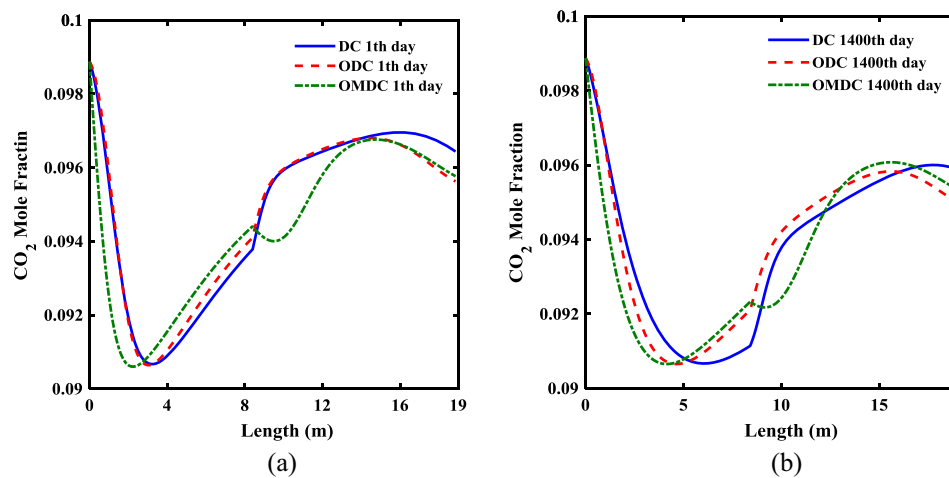 0.1
0.098
0.096
0.094
0.092
0.09
CO2 Mole Fractin
DC 1th day
ODC 1th day
OMDC 1th day
0 4 8 12 16 19
Length (m)
(a)
0.1
0.098
0.096
0.094
0.092
0.09
CO2 Mole Fraction
DC 1400th day
ODC 1400th day
OMDC 1400th day
0 5 10 15
Length (m)
(b)